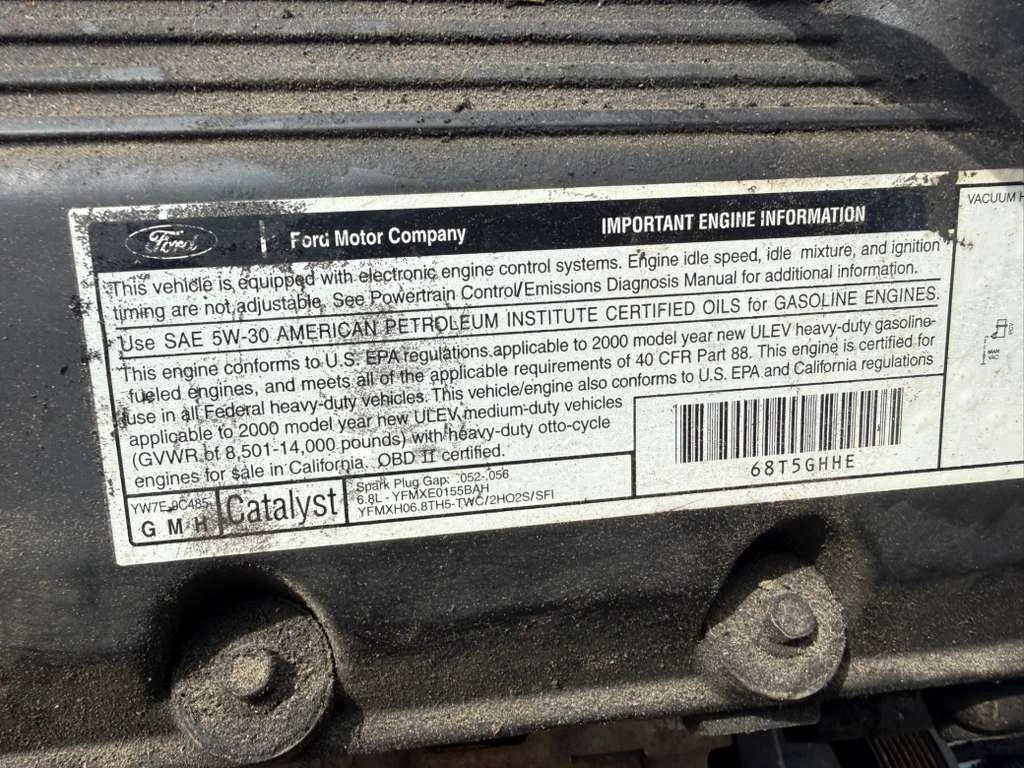 Ford
Ford Motor Company
IMPORTANT ENGINE INFORMATION
This vehicle is equipped with electronic engine control systems. Engine idle speed, idle mixture, and ignition
timing are not adjustable. See Powertrain Control/Emissions Diagnosis Manual for additional information.
Use SAE 5W-30 AMERICAN PETROLEUM INSTITUTE CERTIFIED OILS for GASOLINE ENGINES.
This engine conforms to U.S. EPA regulations applicable to 2000 model year new ULEV heavy-duty gasoline-
fueled engines, and meets all of the applicable requirements of 40 CFR Part 88. This engine is certified for
use in all Federal heavy-duty vehicles. This vehicle/engine also conforms to U.S. EPA and California regulations
applicable to 2000 model year new ULEV medium-duty vehicles
(GVWR of 8,501-14,000 pounds) with heavy-duty otto-cycle
engines for sale in California. OBD II certified.
68T5GHHE
YW7E-9C485-
G M H
Catalyst
Spark Plug Gap: .052-.056
6.8L - YFMXE0155BAH
YFMXH06.8TH5-TWC/2HO2S/SFI
VACUUM H
PCV